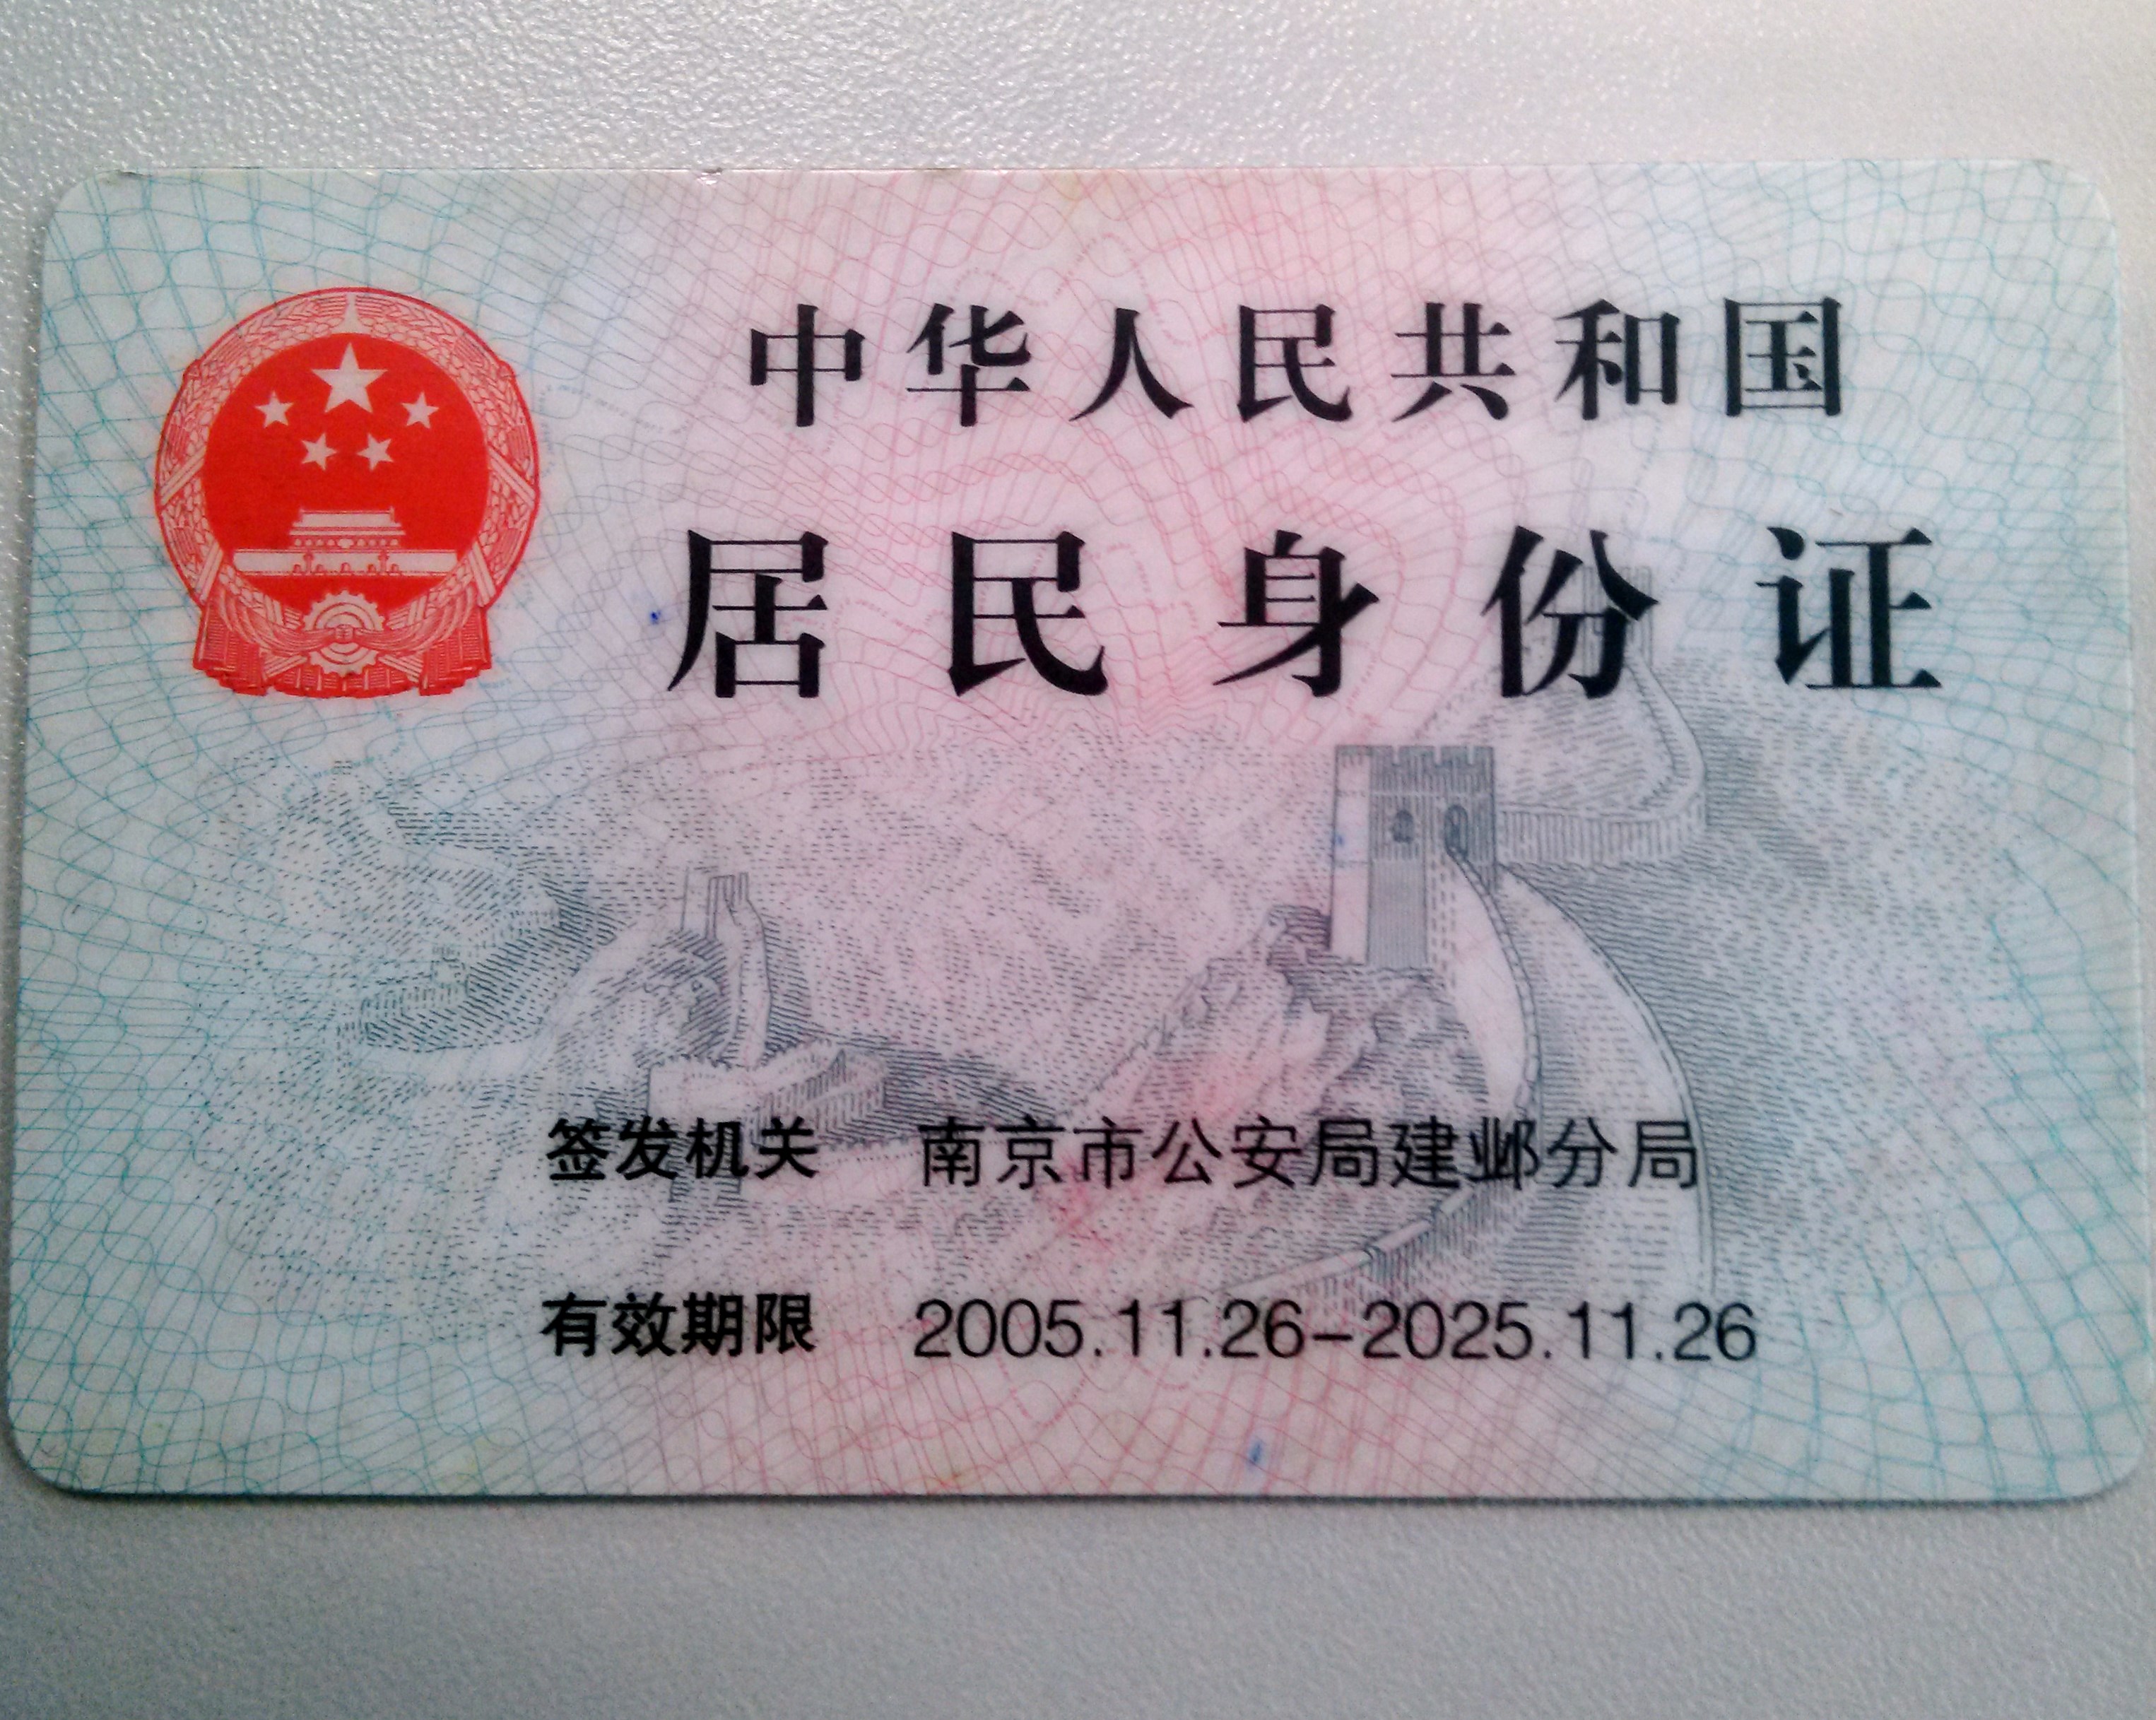 中华人民共和国
居民身份证
签发机关 南京市公安局建邺分局
有效期限 2005.11.26-2025.11.26